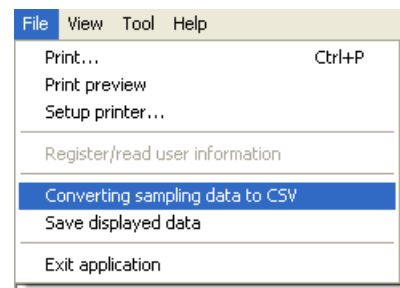 File View Tool Help
Print... Ctrl+P
Print preview
Setup printer...
Register/read user information
Converting sampling data to CSV
Save displayed data
Exit application